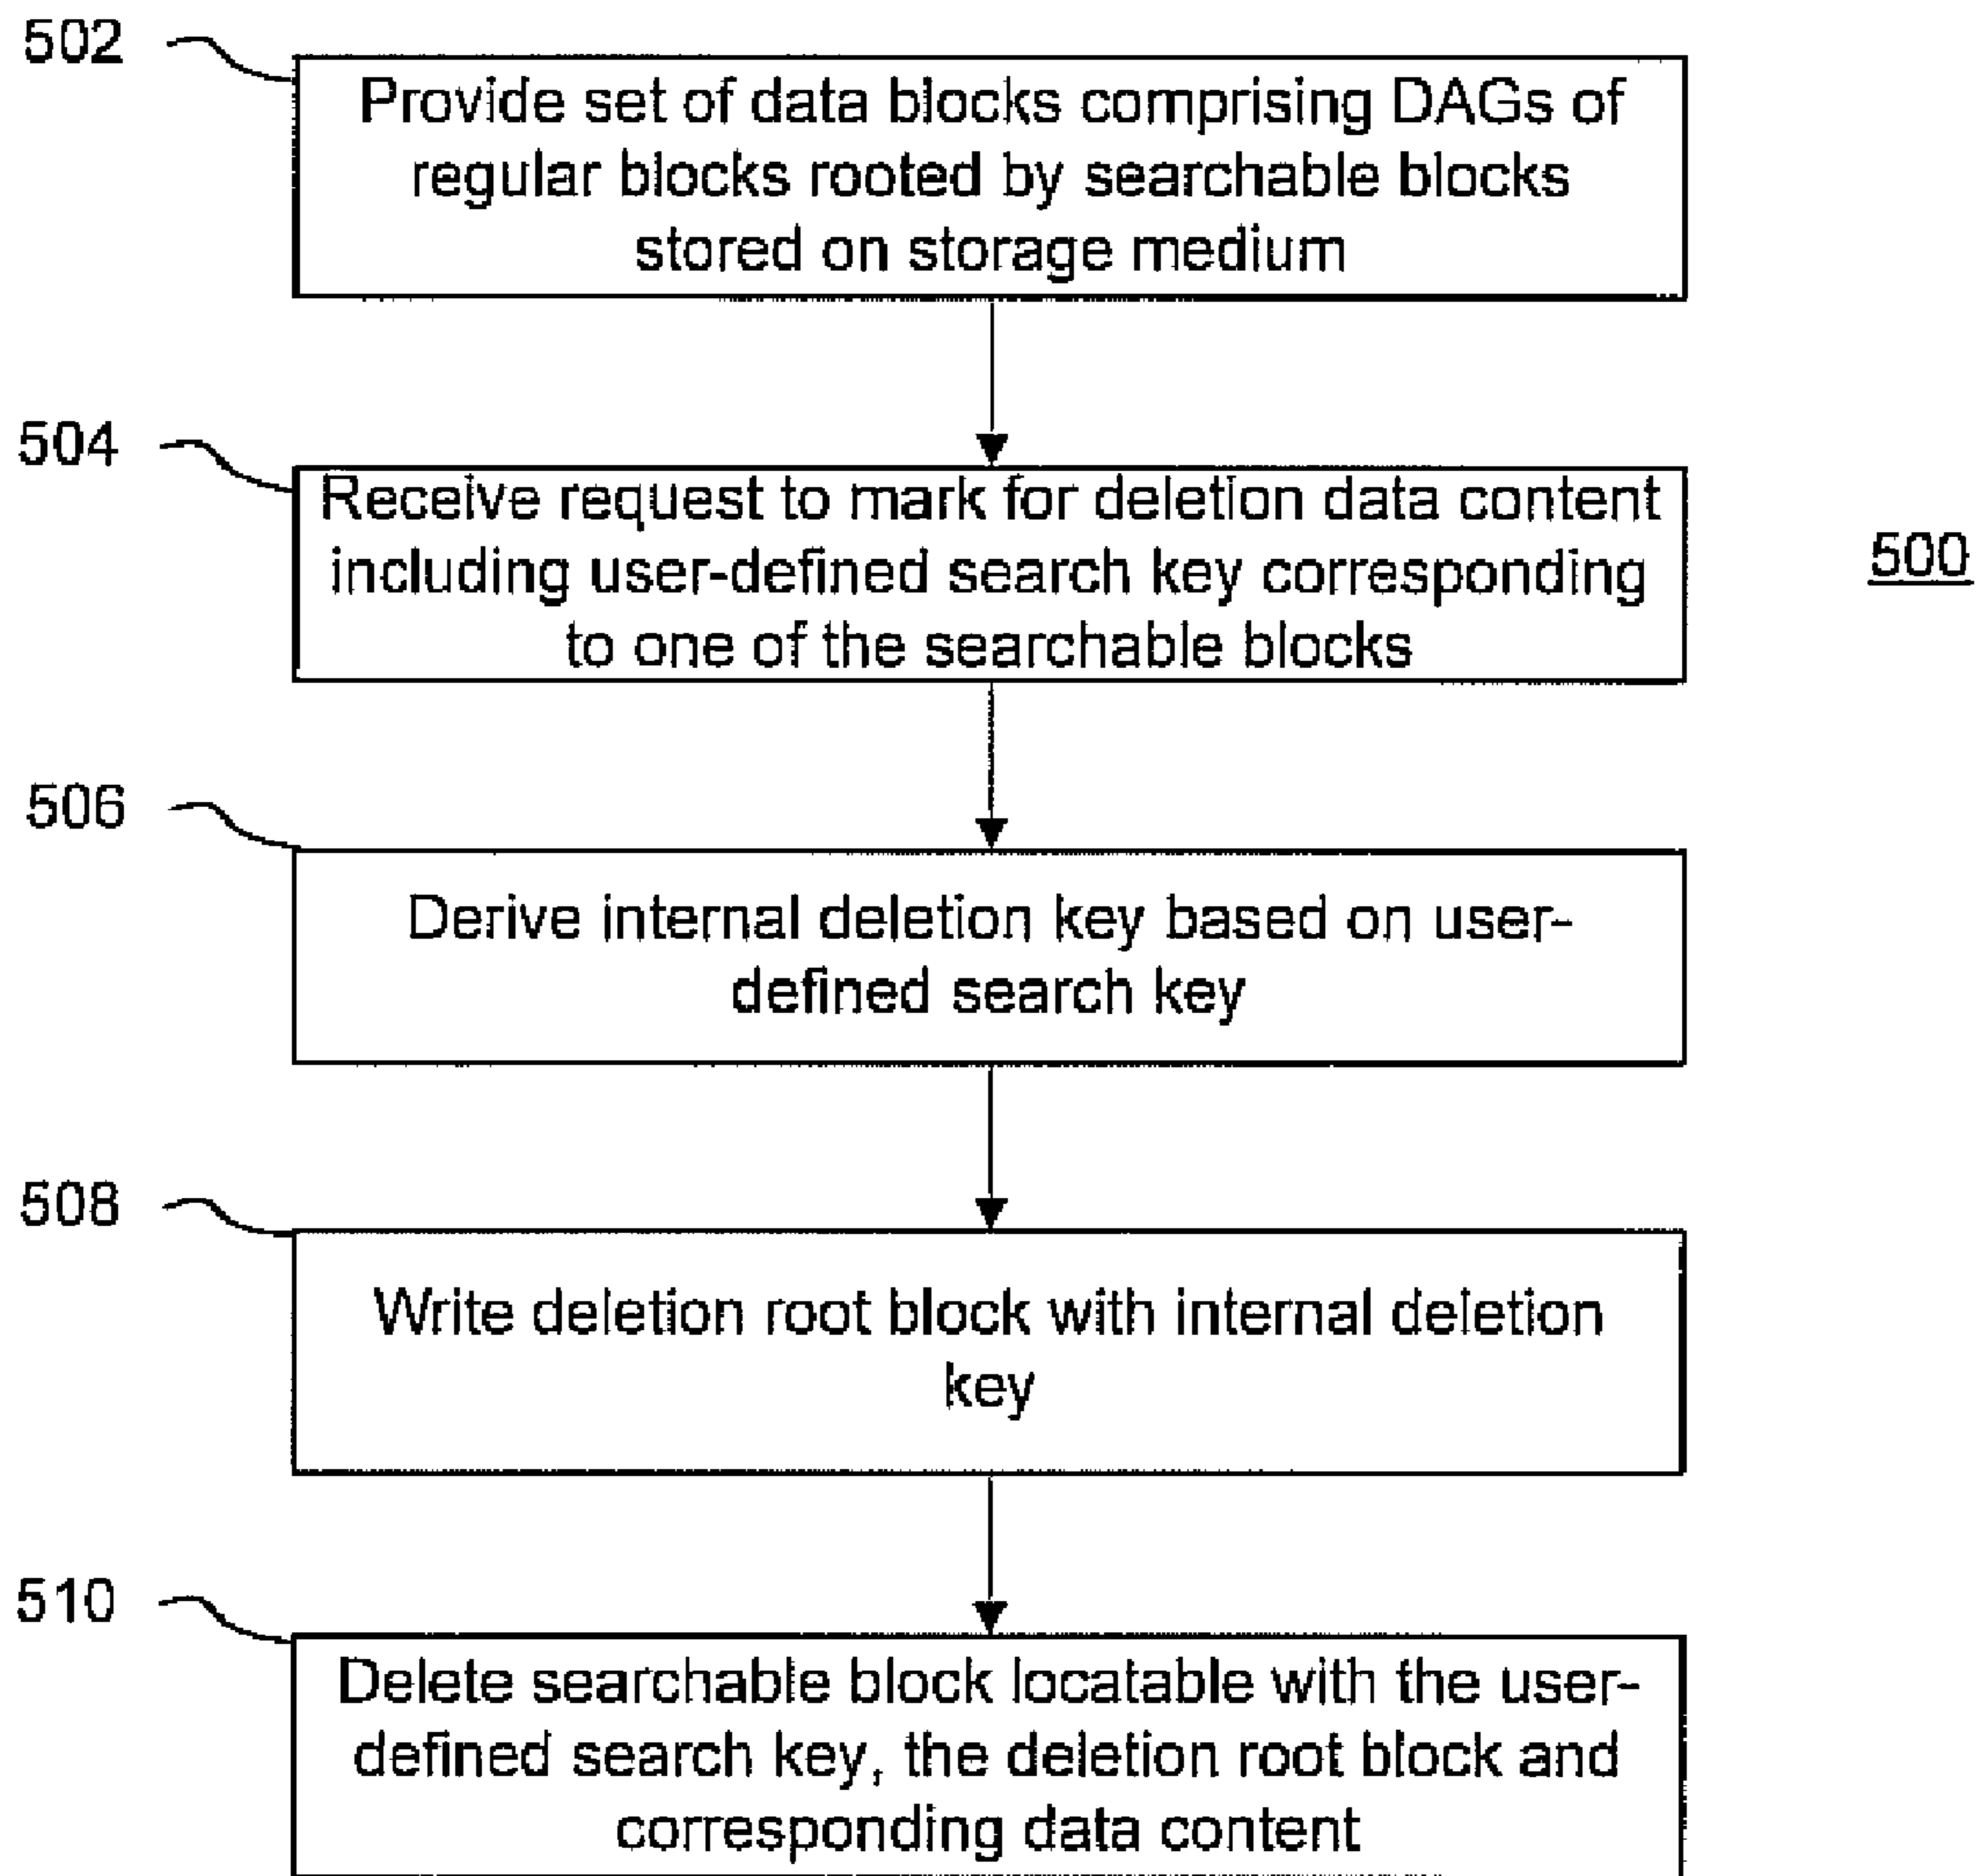 502
Provide set of data blocks comprising DAGs of
regular blocks rooted by searchable blocks
stored on storage medium
504
Receive request to mark for deletion data content
including user-defined search key corresponding
to one of the searchable blocks
500
506
Derive internal deletion key based on user-
defined search key
508
Write deletion root block with internal deletion
key
510
Delete searchable block locatable with the user-
defined search key, the deletion root block and
corresponding data content